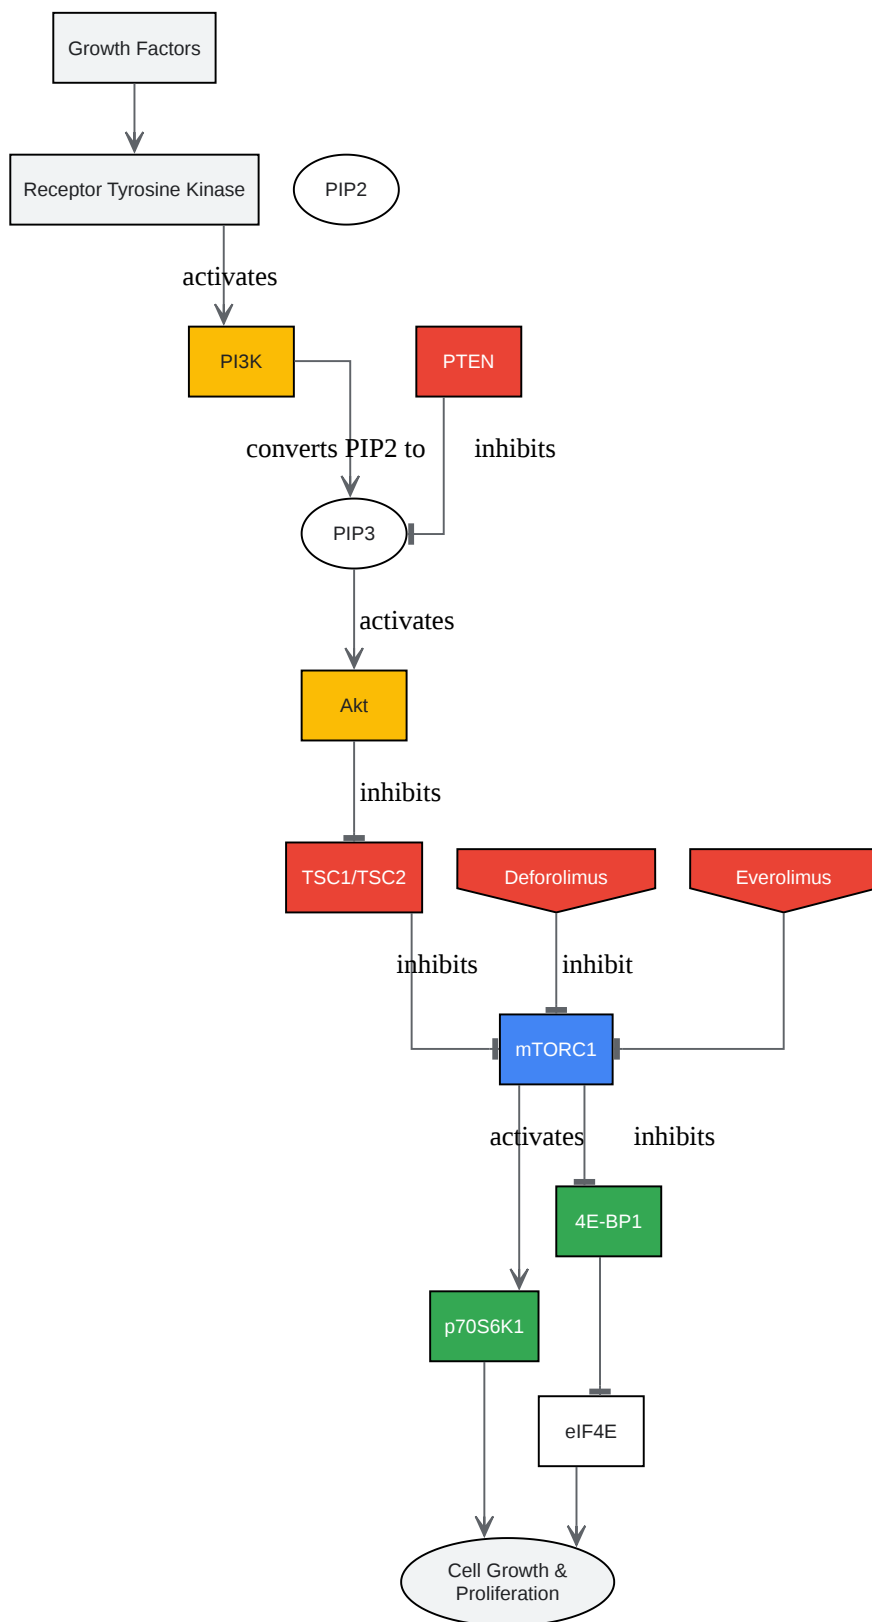 Growth Factors
Receptor Tyrosine Kinase
PIP2
activates
PI3K
PTEN
converts PIP2 to
inhibits
PIP3
activates
Akt
inhibits
TSC1/TSC2
Deforolimus
Everolimus
inhibits
inhibit
mTORC1
activates
inhibits
4E-BP1
p70S6K1
eIF4E
Cell Growth &
Proliferation